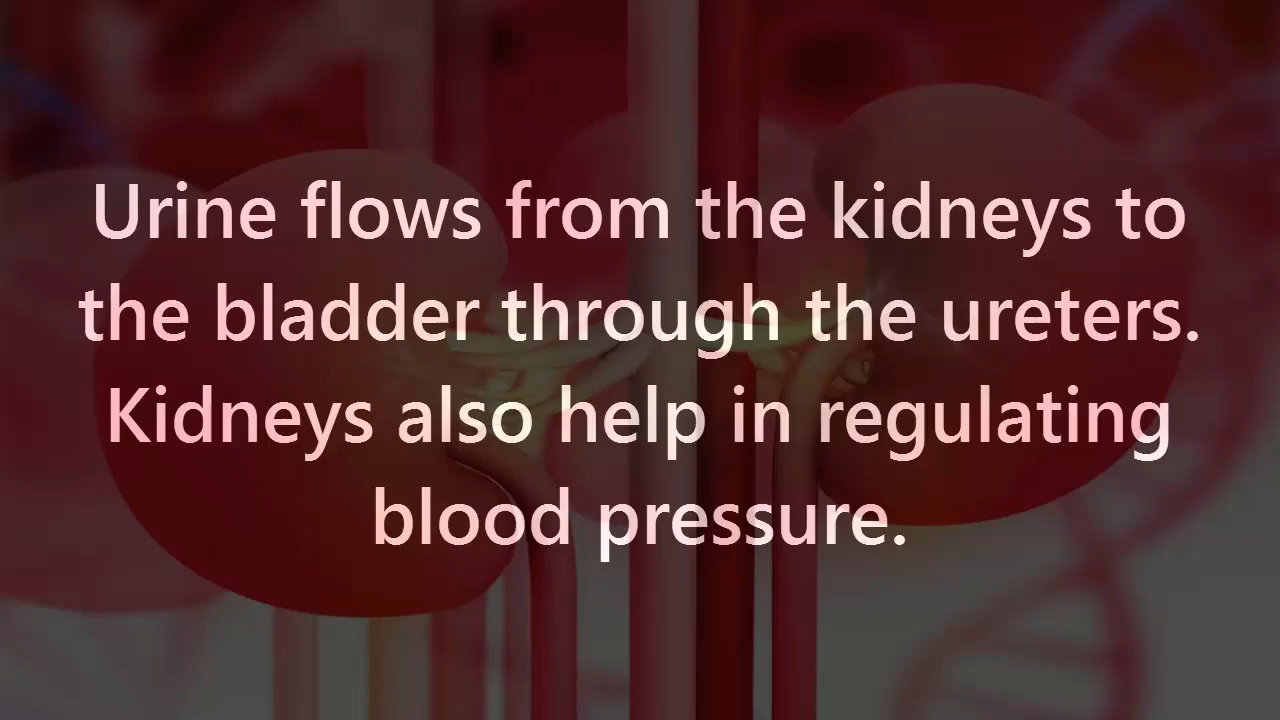 Urine flows from the kidneys to
the bladder through the ureters.
Kidneys also help in regulating
blood pressure.